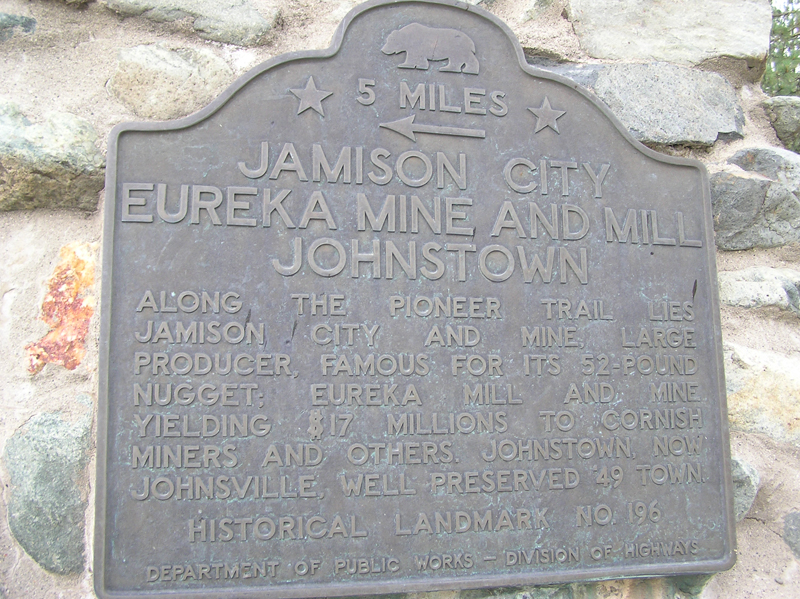 5 MILES
JAMISON CITY
EUREKA MINE AND MILL
JOHNSTOWN
ALONG THE PIONEER TRAIL LIES
JAMISON CITY AND MINE, LARGE
PRODUCER, FAMOUS FOR ITS 52-POUND
NUGGET; EUREKA MILL AND MINE
YIELDING $17 MILLIONS TO CORNISH
MINERS AND OTHERS. JOHNSTOWN, NOW
JOHNSVILLE, WELL PRESERVED '49 TOWN.
HISTORICAL LANDMARK NO. 196
DEPARTMENT OF PUBLIC WORKS – DIVISION OF HIGHWAYS